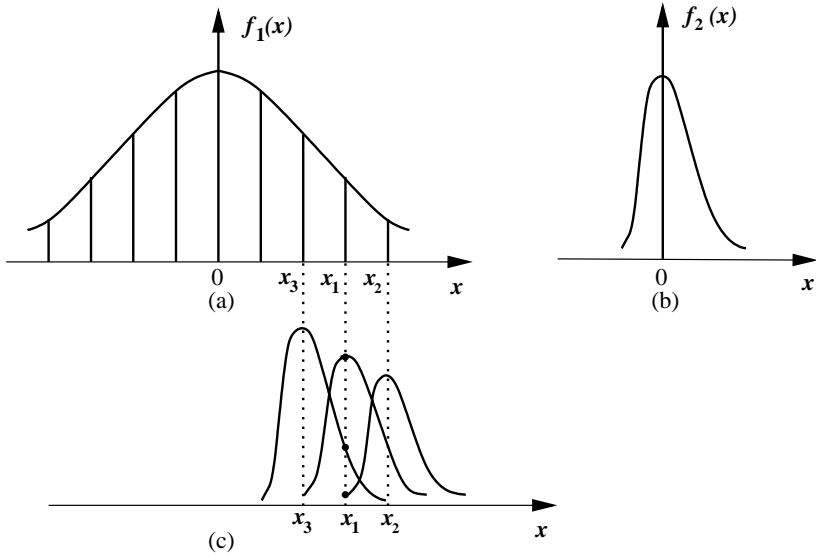 f₁(x)
f₂(x)
0 x₃ x₁ x₂ x
(a)
0 x
(b)
x₃ x₁ x₂ x
(c)